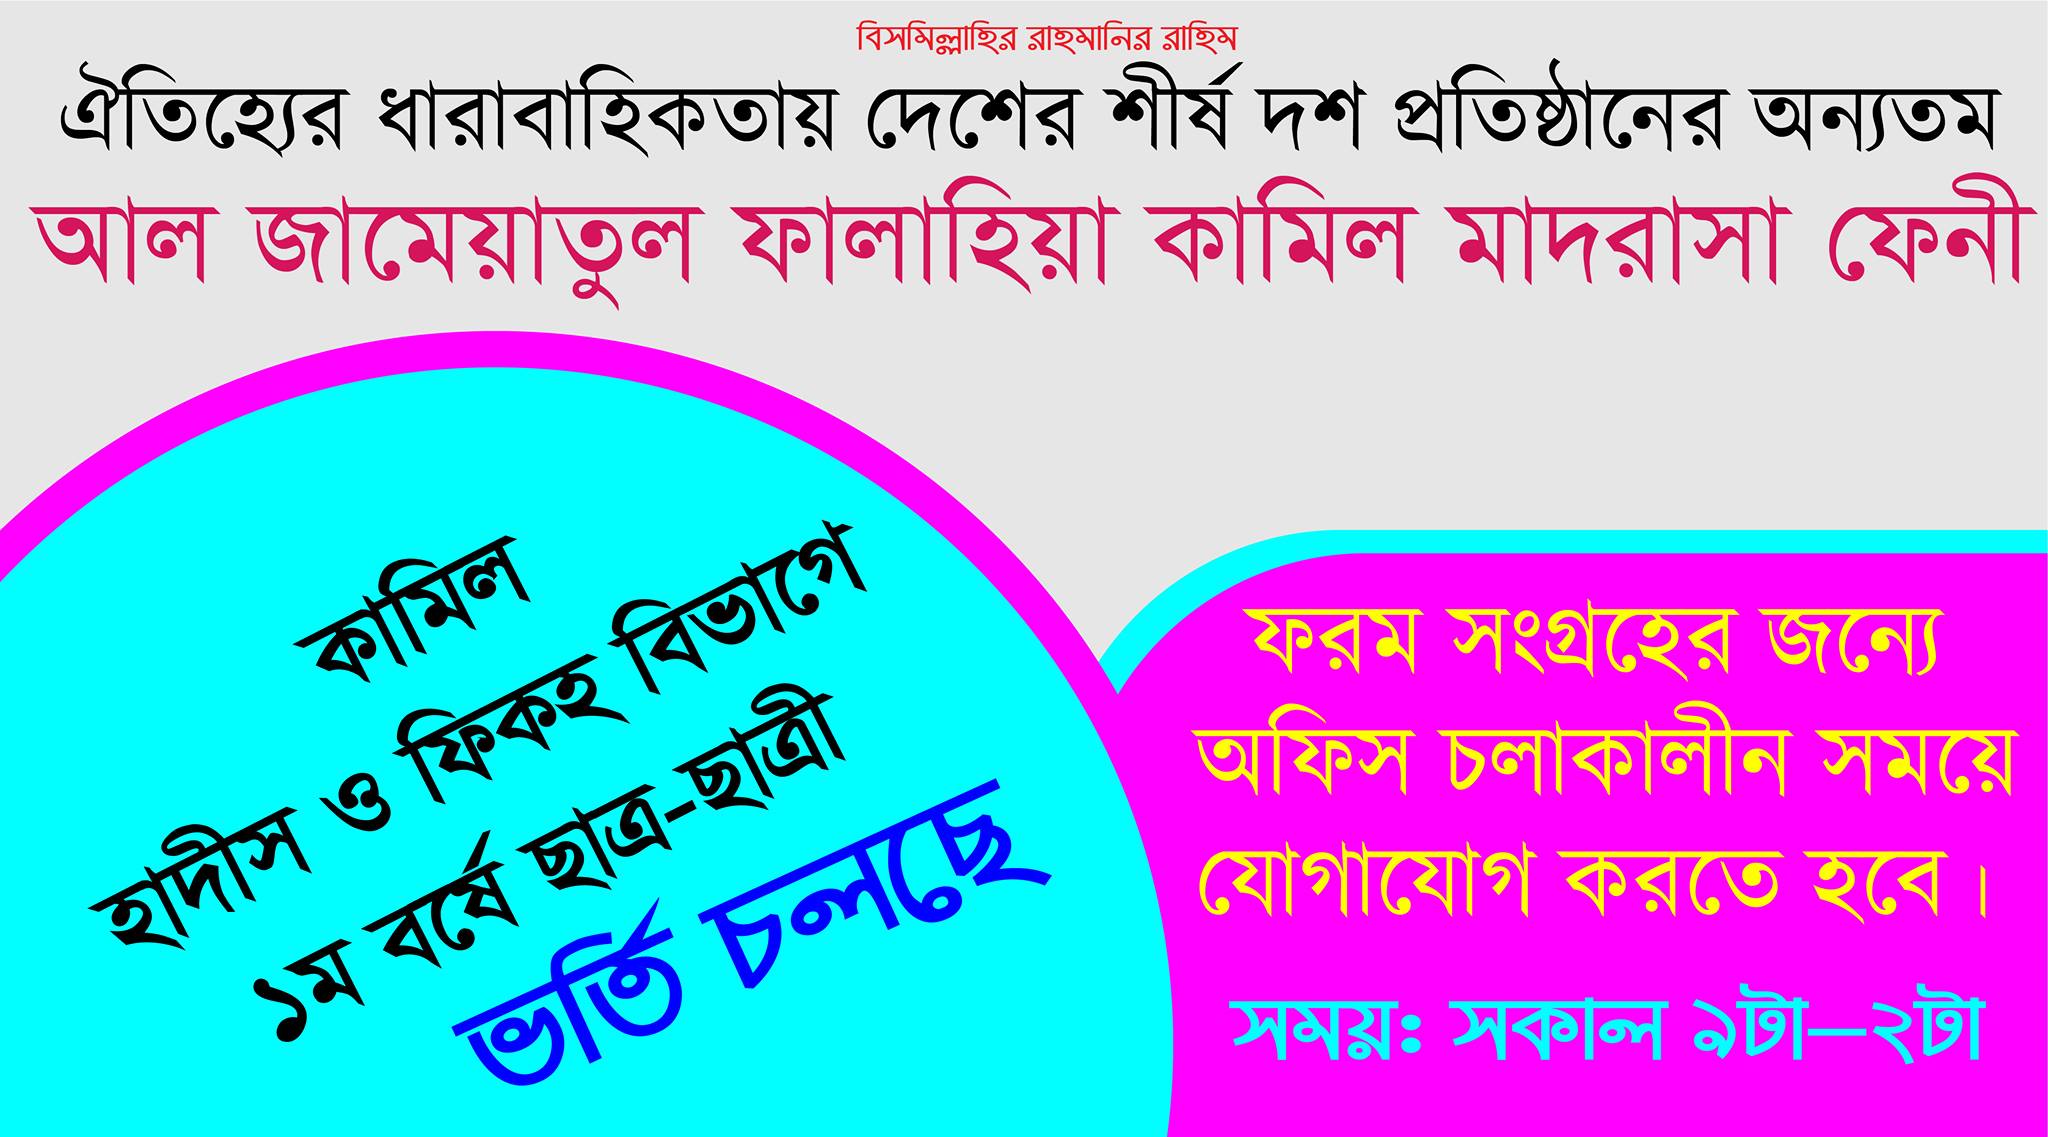 বিসমিল্লাহির রাহমানির রাহিম
ঐতিহ্যের ধারাবাহিকতায় দেশের শীর্ষ দশ প্রতিষ্ঠানের অন্যতম
আল জামেয়াতুল ফালাহিয়া কামিল মাদরাসা ফেনী
কামিল
হাদীস ও ফিকহ বিভাগে
১ম বর্ষে ছাত্র-ছাত্রী
ভর্তি চলছে
ফরম সংগ্রহের জন্যে
অফিস চলাকালীন সময়ে
যোগাযোগ করতে হবে।
সময়: সকাল ৯টা–২টা